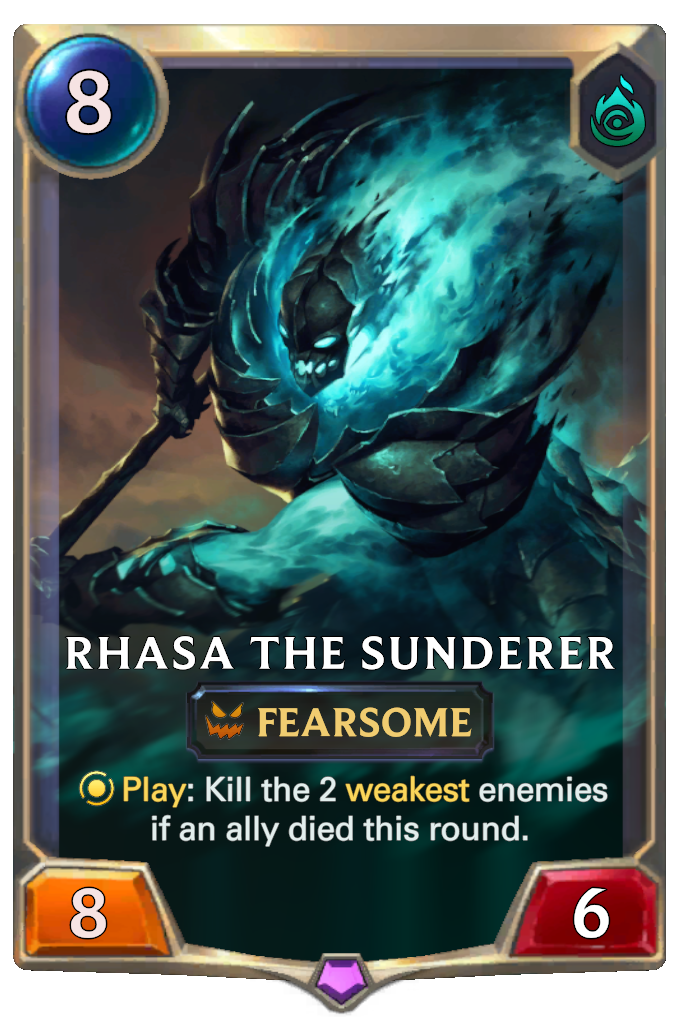 8
RHASA THE SUNDERER
FEARSOME
Play: Kill the 2 weakest enemies
if an ally died this round.
8
6